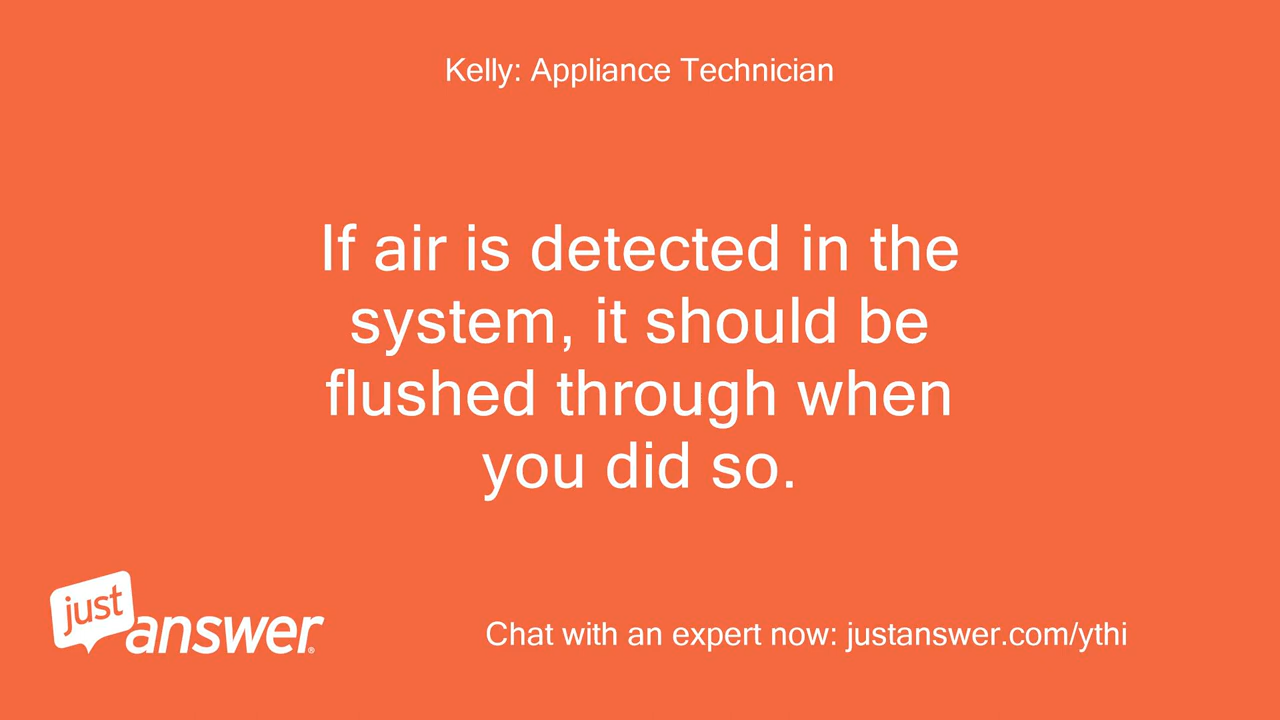 Kelly: Appliance Technician
If air is detected in the
system, it should be
flushed through when
you did so.
just
answer®
Chat with an expert now: justanswer.com/ythi